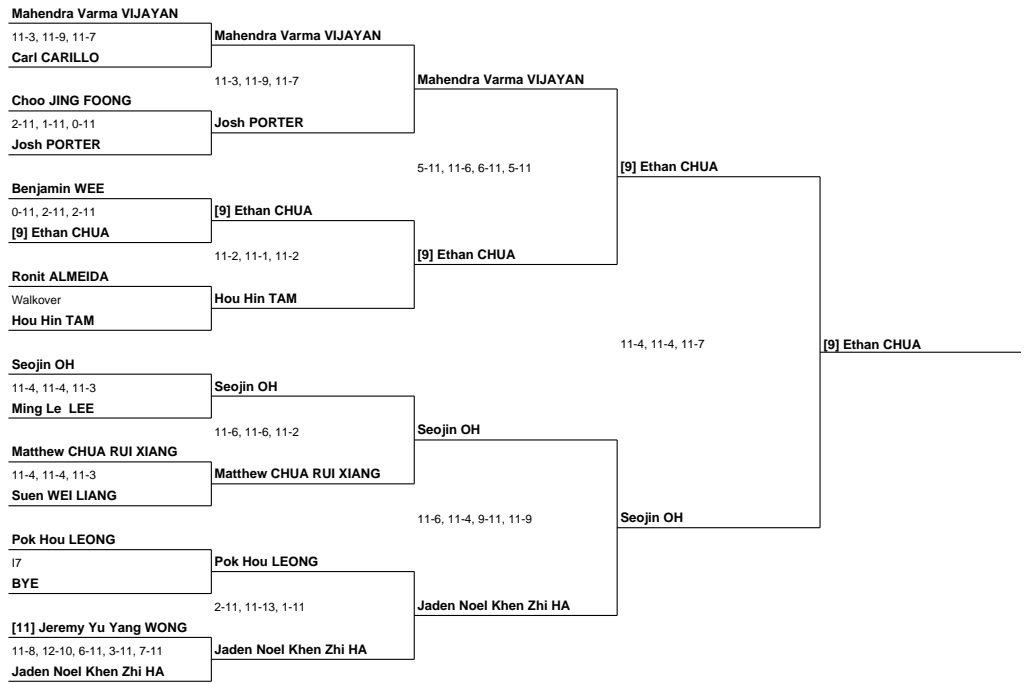 Mahendra Varma VIJAYAN
11-3, 11-9, 11-7
Carl CARILLO
Choo JING FOONG
2-11, 1-11, 0-11
Josh PORTER
Benjamin WEE
0-11, 2-11, 2-11
[9] Ethan CHUA
Ronit ALMEIDA
Walkover
Hou Hin TAM
Seojin OH
11-4, 11-4, 11-3
Ming Le  LEE
Matthew CHUA RUI XIANG
11-4, 11-4, 11-3
Suen WEI LIANG
Pok Hou LEONG
I7
BYE
[11] Jeremy Yu Yang WONG
11-8, 12-10, 6-11, 3-11, 7-11
Jaden Noel Khen Zhi HA
Mahendra Varma VIJAYAN
11-3, 11-9, 11-7
Josh PORTER
[9] Ethan CHUA
11-2, 11-1, 11-2
Hou Hin TAM
Seojin OH
11-6, 11-6, 11-2
Matthew CHUA RUI XIANG
Pok Hou LEONG
2-11, 11-13, 1-11
Jaden Noel Khen Zhi HA
Mahendra Varma VIJAYAN
5-11, 11-6, 6-11, 5-11
[9] Ethan CHUA
Seojin OH
11-6, 11-4, 9-11, 11-9
Jaden Noel Khen Zhi HA
[9] Ethan CHUA
11-4, 11-4, 11-7
Seojin OH
[9] Ethan CHUA